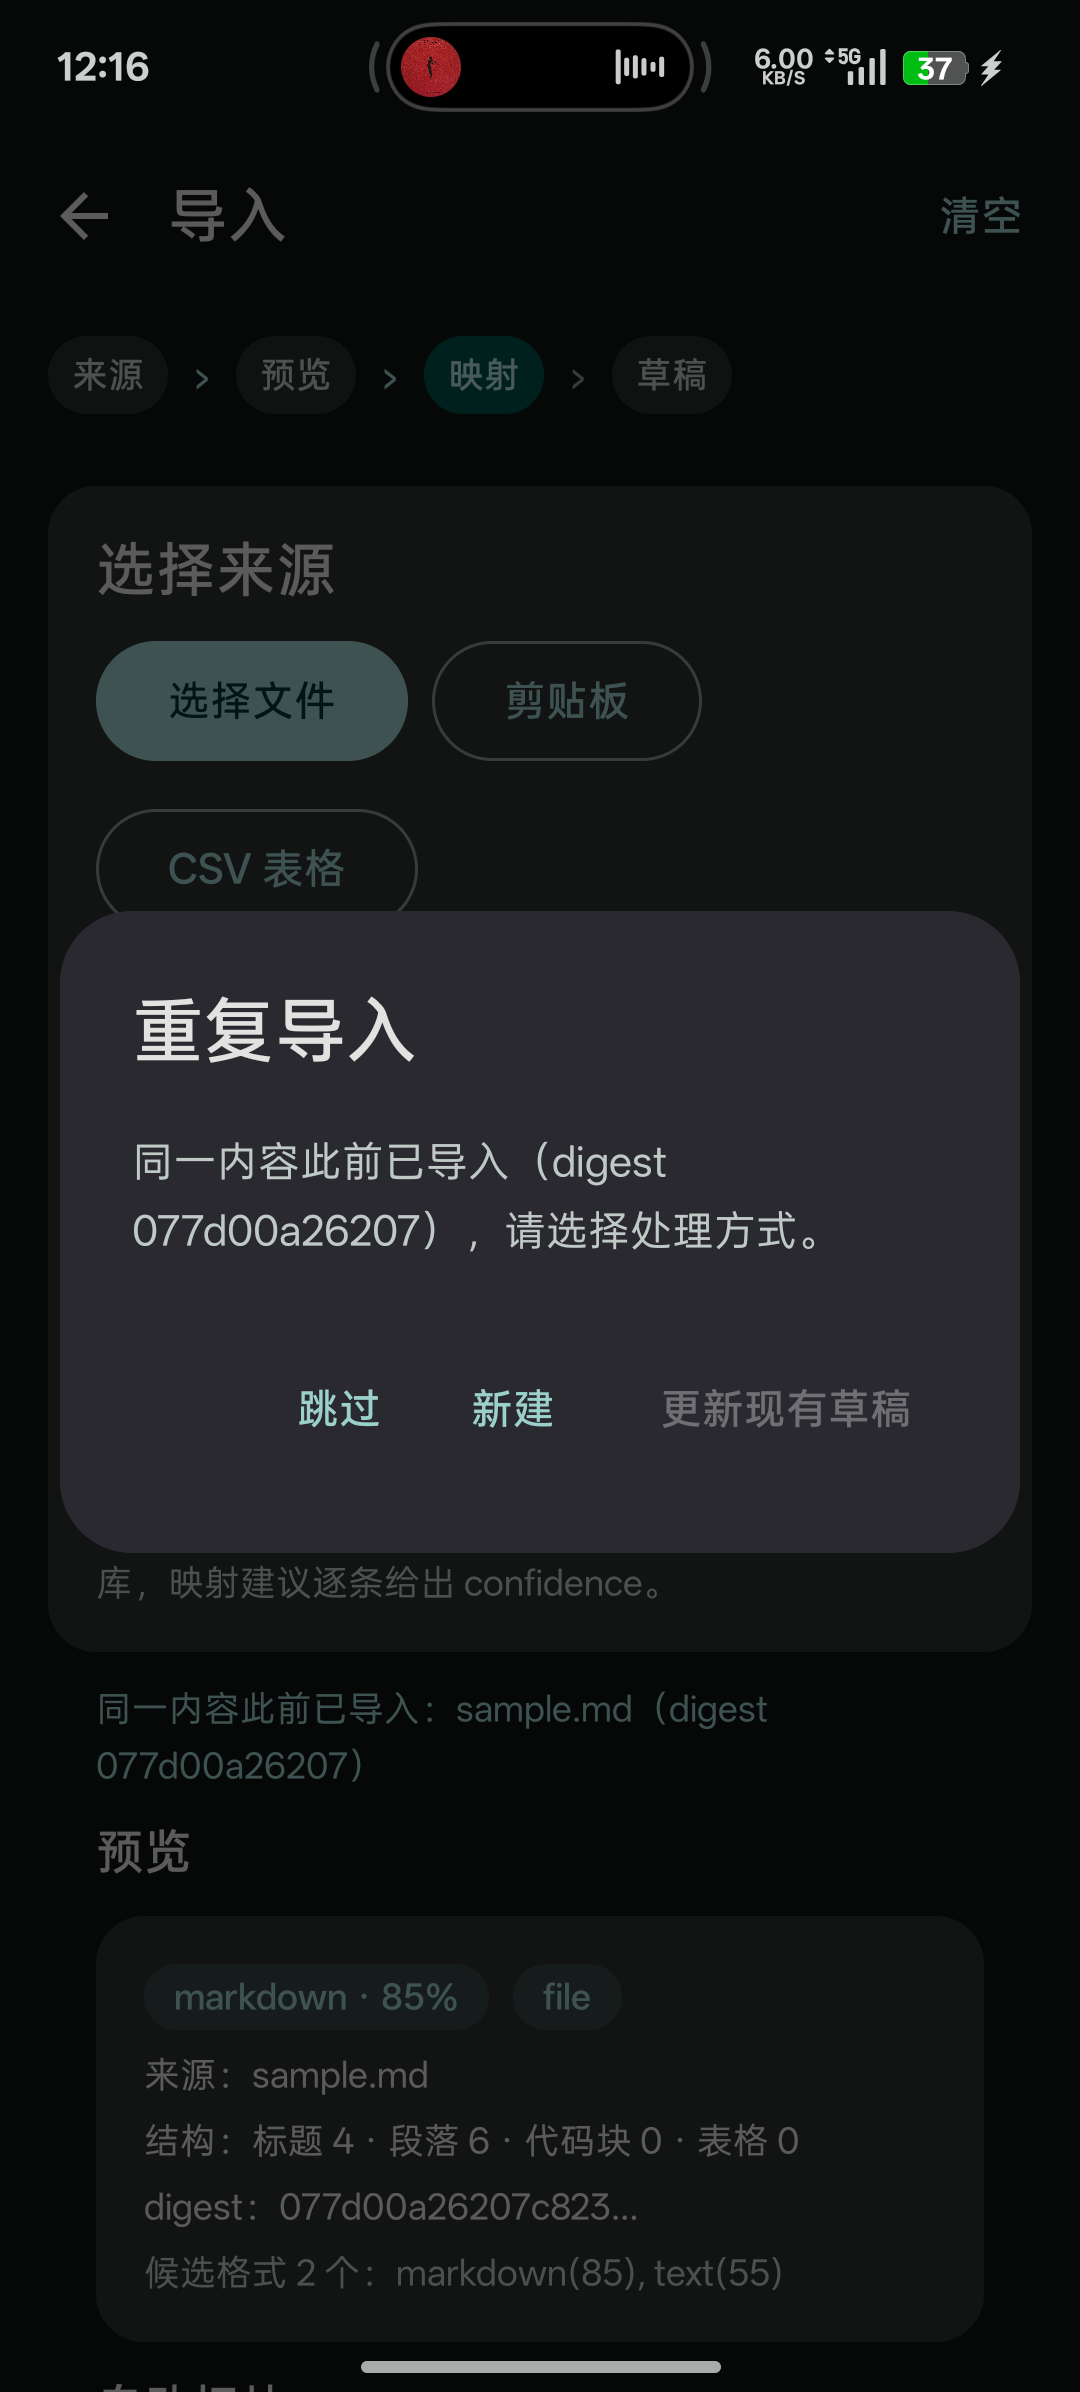 12:16
6.00 KB/S 5G 37
导入
清空
来源 › 预览 › 映射 › 草稿
选择来源
选择文件
剪贴板
CSV 表格
重复导入
同一内容此前已导入（digest
077d00a26207），请选择处理方式。
跳过
新建
更新现有草稿
库，映射建议逐条给出 confidence。
同一内容此前已导入：sample.md（digest
077d00a26207）
预览
markdown · 85%
file
来源：sample.md
结构：标题 4 · 段落 6 · 代码块 0 · 表格 0
digest：077d00a26207c823...
候选格式 2 个：markdown(85), text(55)